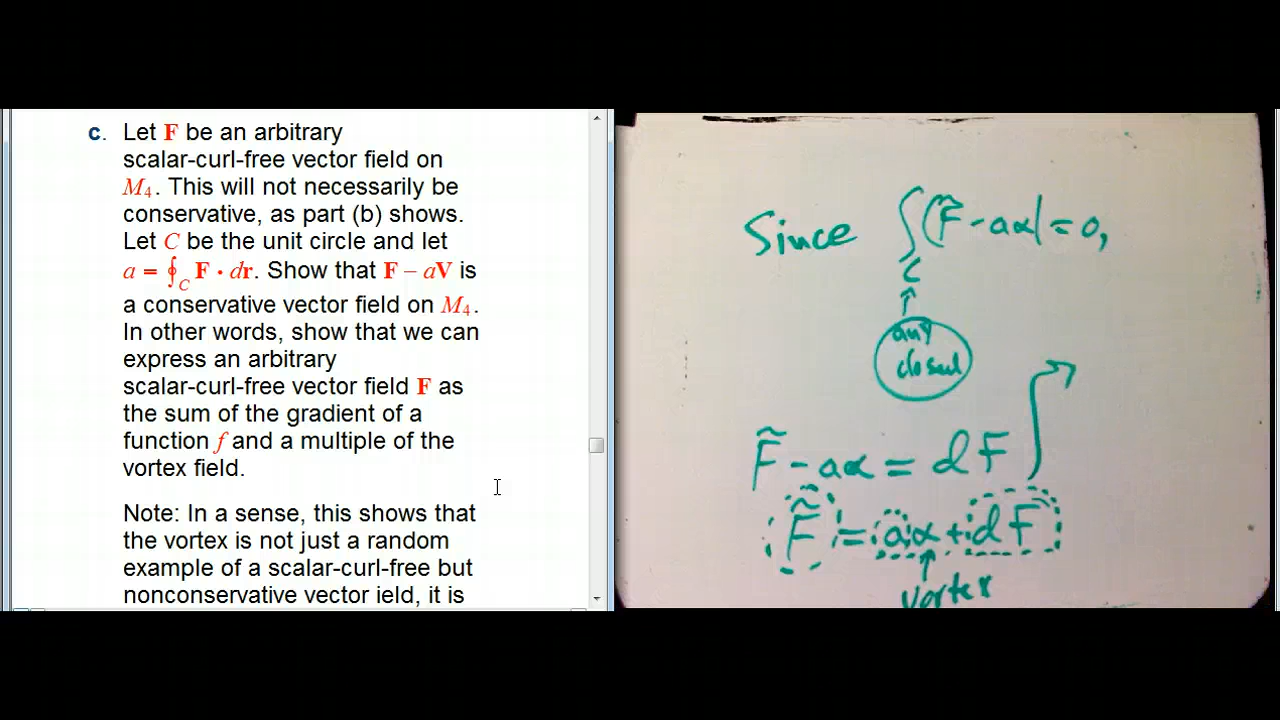 c. Let F be an arbitrary
scalar-curl-free vector field on
M₄. This will not necessarily be
conservative, as part (b) shows.
Let C be the unit circle and let
a = ∮_C F • dr. Show that F – aV is
a conservative vector field on M₄.
In other words, show that we can
express an arbitrary
scalar-curl-free vector field F as
the sum of the gradient of a
function f and a multiple of the
vortex field.
Note: In a sense, this shows that
the vortex is not just a random
example of a scalar-curl-free but
nonconservative vector ield, it is
Since ∫_C (F̃ - aα) = 0,
any
closed
F̃ - aα = dF
F̃ = aα + dF
vortex